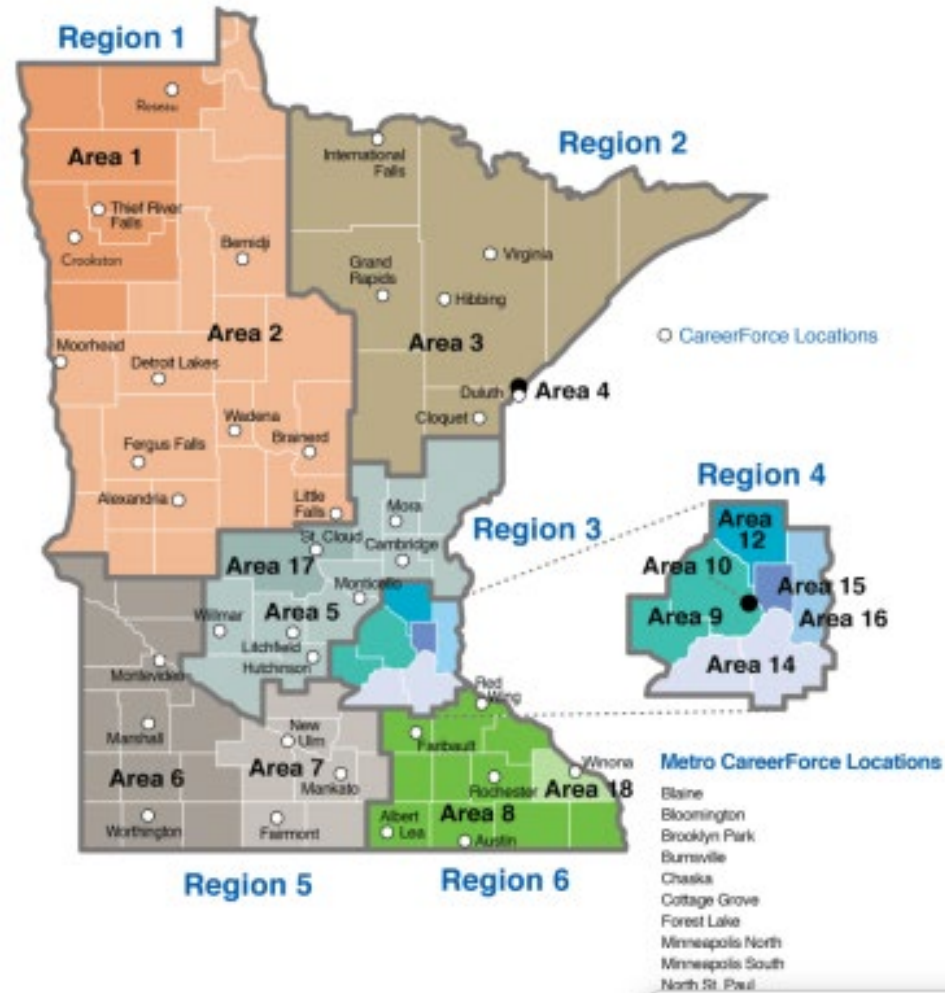 Region 1
Roseau
Area 1
Thief River
Falls
Crookston
Bemidji
Area 2
Moorhead
Detroit Lakes
Wadena
Brainerd
Fergus Falls
Alexandria
Little
Falls
Region 2
International
Falls
Virginia
Grand
Rapids
Hibbing
Area 3
CareerForce Locations
Duluth
Area 4
Cloquet
Region 3
Mora
St. Cloud
Cambridge
Area 17
Monticello
Area 5
Willmar
Litchfield
Hutchinson
Region 4
Area
12
Area 10
Area 15
Area 9
Area 16
Area 14
Montevideo
Marshall
New
Ulm
Area 6
Area 7
Mankato
Worthington
Fairmont
Region 5
Red
Wing
Faribault
Winona
Rochester
Area 18
Albert
Lea
Area 8
Austin
Region 6
Metro CareerForce Locations
Blaine
Bloomington
Brooklyn Park
Burnsville
Chaska
Cottage Grove
Forest Lake
Minneapolis North
Minneapolis South
North St. Paul